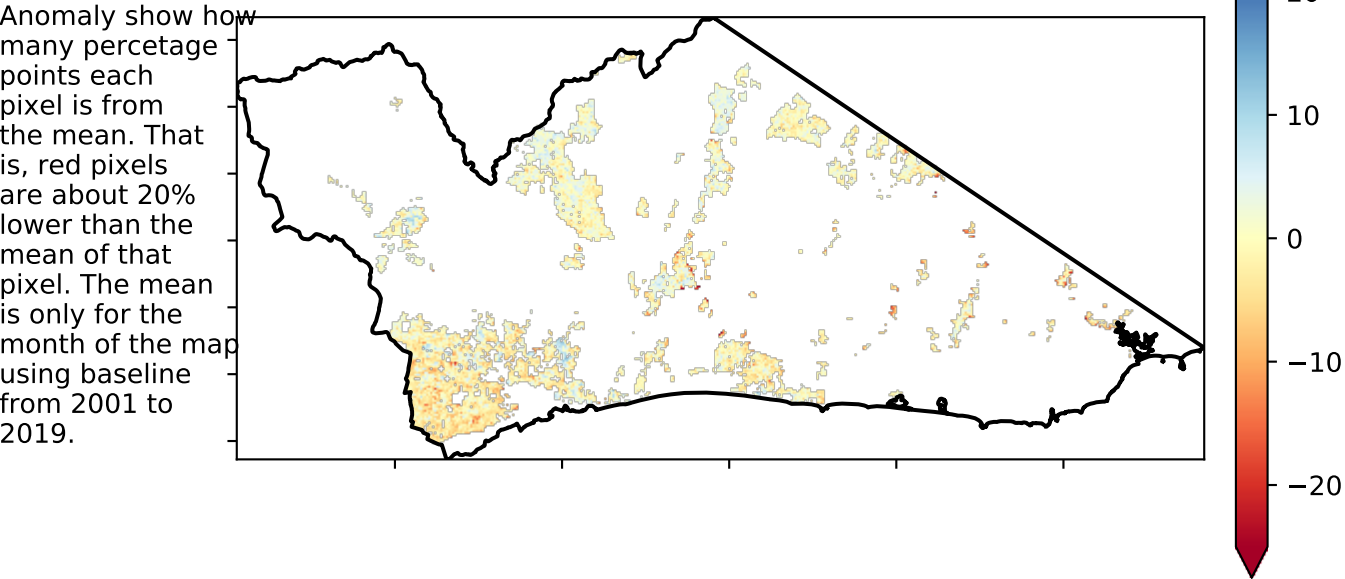 Anomaly show how
many percetage
points each
pixel is from
the mean. That
is, red pixels
are about 20%
lower than the
mean of that
pixel. The mean
is only for the
month of the map
using baseline
from 2001 to
2019.
10
0
−10
−20